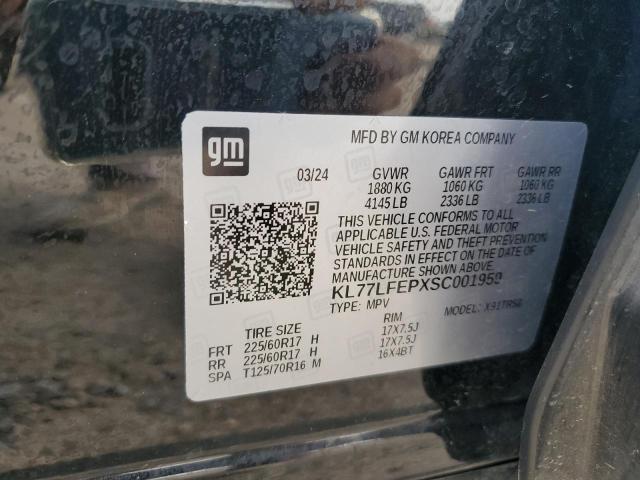 gm
MFD BY GM KOREA COMPANY
03/24 GVWR GAWR FRT GAWR RR
1880 KG 1060 KG 1060 KG
4145 LB 2336 LB 2336 LB
THIS VEHICLE CONFORMS TO ALL
APPLICABLE U.S. FEDERAL MOTOR
VEHICLE SAFETY AND THEFT PREVENTION
STANDARDS IN EFFECT ON THE DATE OF
MANUFACTURE SHOWN ABOVE.
KL77LFEPXSC001959
TYPE: MPV MODEL:
TIRE SIZE RIM
FRT 225/60R17 H 17X7.5J
RR 225/60R17 H 17X7.5J
SPA T125/70R16 M 16X4BT